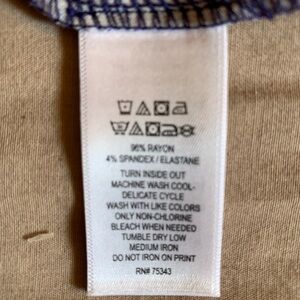 96% RAYON
4% SPANDEX / ELASTANE
TURN INSIDE OUT
MACHINE WASH COOL-
DELICATE CYCLE
WASH WITH LIKE COLORS
ONLY NON-CHLORINE
BLEACH WHEN NEEDED
TUMBLE DRY LOW
MEDIUM IRON
DO NOT IRON ON PRINT
RN# 75343